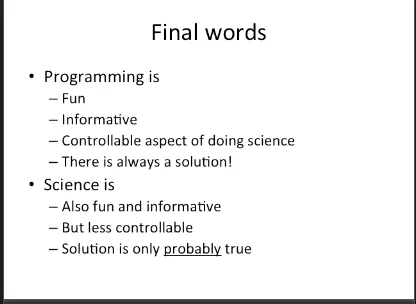 Final words
• Programming is
– Fun
– Informative
– Controllable aspect of doing science
– There is always a solution!
• Science is
– Also fun and informative
– But less controllable
– Solution is only probably true